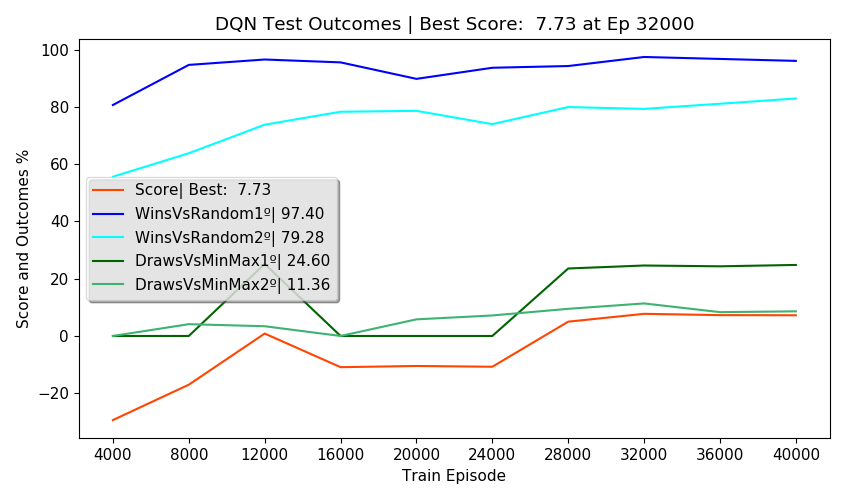 DQN Test Outcomes | Best Score:  7.73 at Ep 32000
Score and Outcomes %
100
80
60
40
20
0
−20
Score| Best:  7.73
WinsVsRandom1º| 97.40
WinsVsRandom2º| 79.28
DrawsVsMinMax1º| 24.60
DrawsVsMinMax2º| 11.36
4000 8000 12000 16000 20000 24000 28000 32000 36000 40000
Train Episode